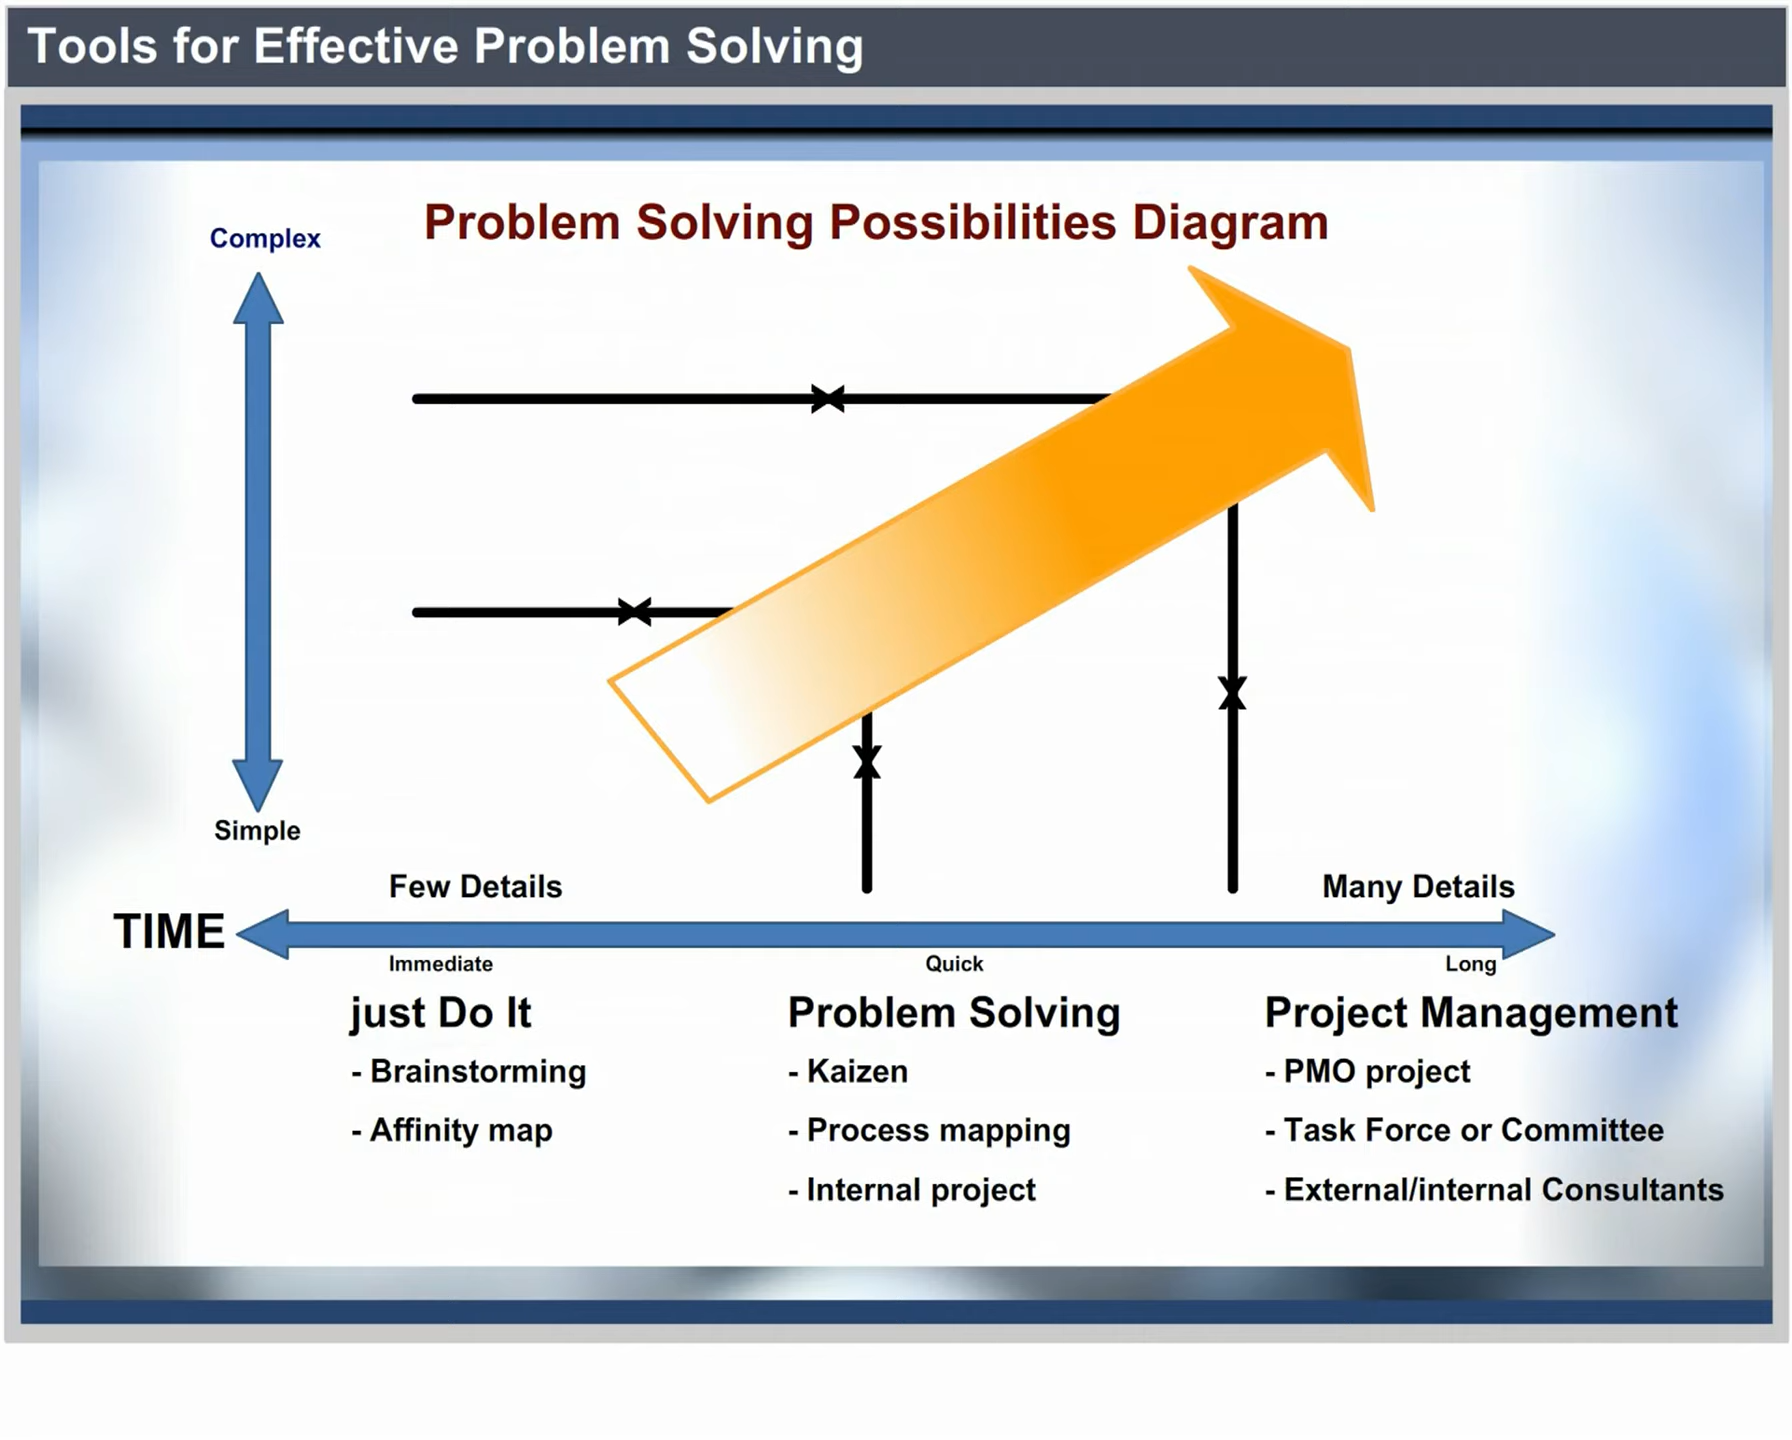 Tools for Effective Problem Solving
Problem Solving Possibilities Diagram
Complex
Simple
Few Details
Many Details
TIME
Immediate
Quick
Long
just Do It
- Brainstorming
- Affinity map
Problem Solving
- Kaizen
- Process mapping
- Internal project
Project Management
- PMO project
- Task Force or Committee
- External/internal Consultants